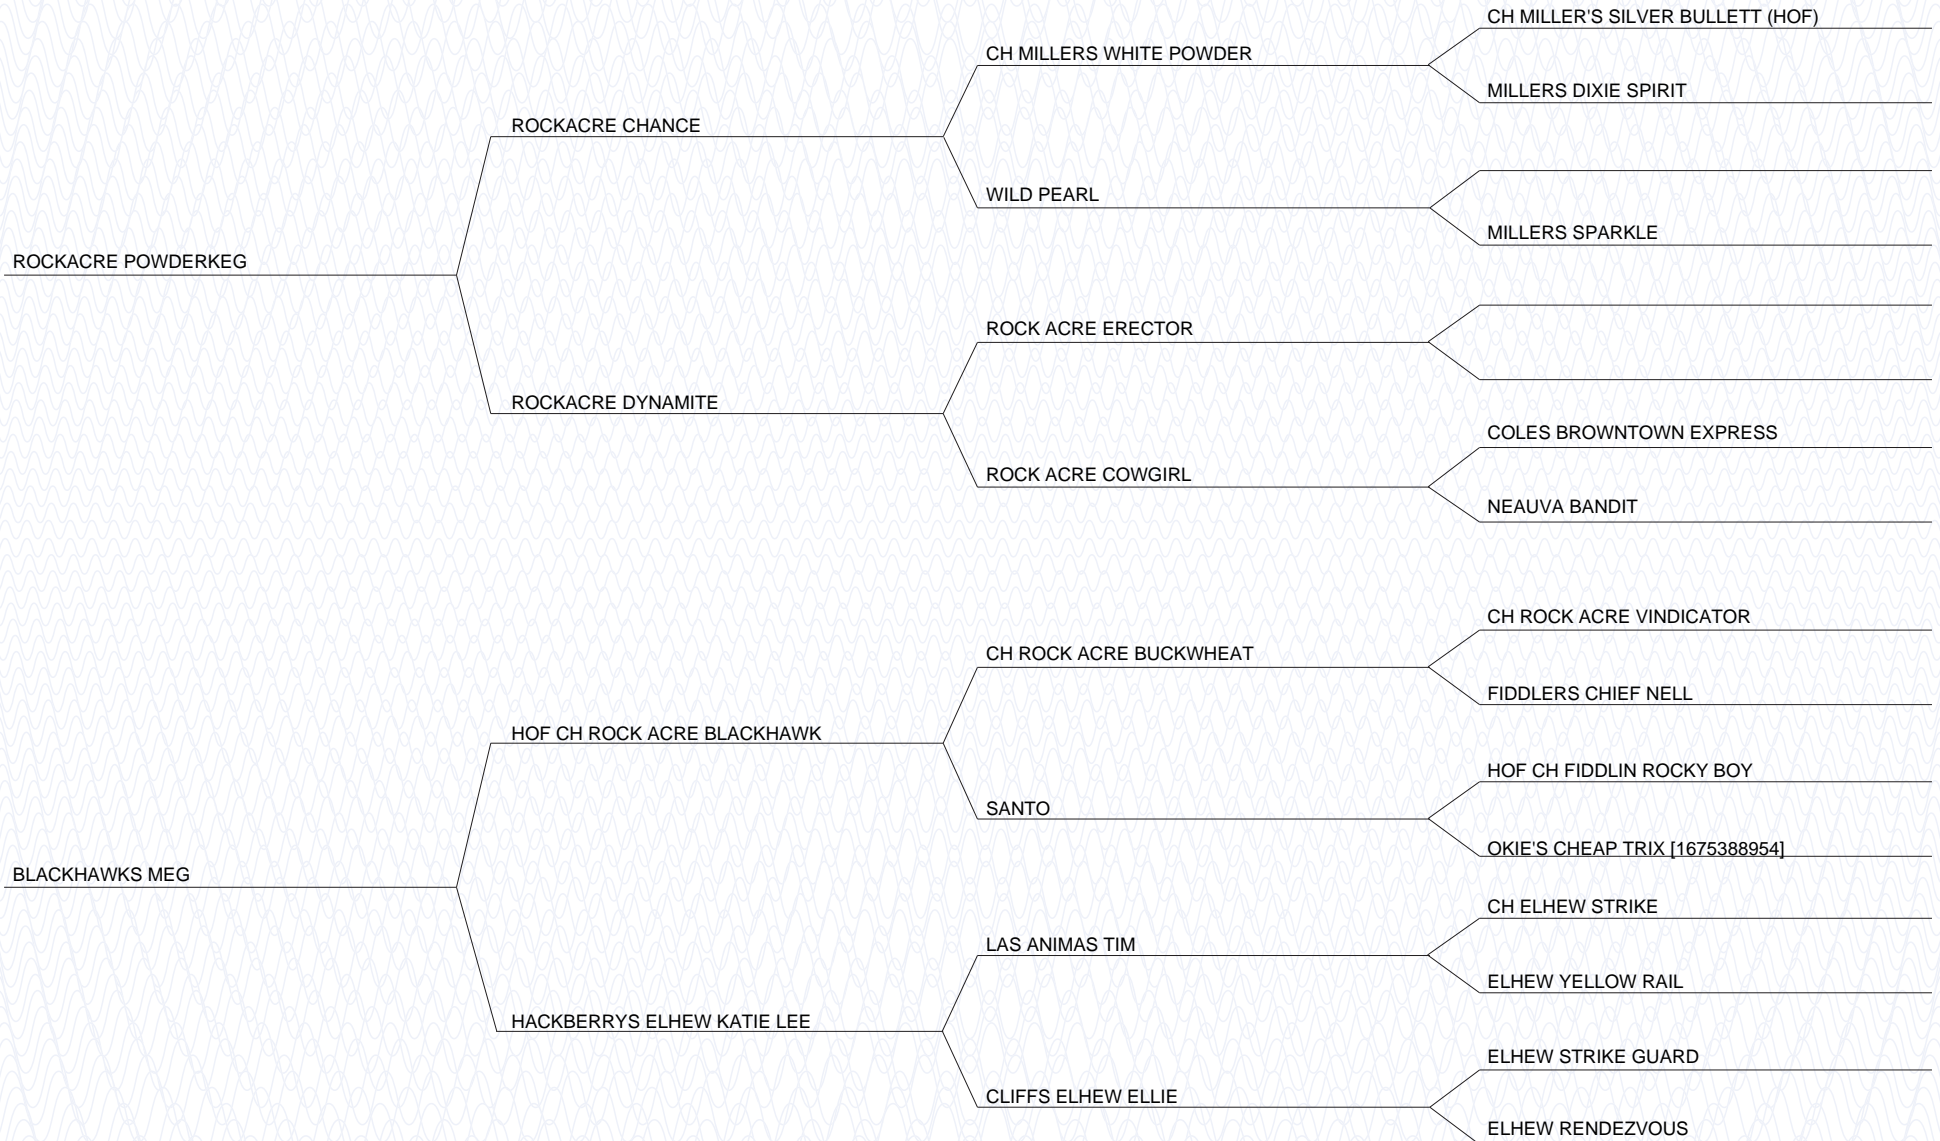 CH MILLER'S SILVER BULLETT (HOF)
CH MILLERS WHITE POWDER
MILLERS DIXIE SPIRIT
ROCKACRE CHANCE
WILD PEARL
MILLERS SPARKLE
ROCKACRE POWDERKEG
ROCK ACRE ERECTOR
ROCKACRE DYNAMITE
COLES BROWNTOWN EXPRESS
ROCK ACRE COWGIRL
NEAUVA BANDIT
CH ROCK ACRE VINDICATOR
CH ROCK ACRE BUCKWHEAT
FIDDLERS CHIEF NELL
HOF CH ROCK ACRE BLACKHAWK
HOF CH FIDDLIN ROCKY BOY
SANTO
OKIE'S CHEAP TRIX [1675388954]
BLACKHAWKS MEG
CH ELHEW STRIKE
LAS ANIMAS TIM
ELHEW YELLOW RAIL
HACKBERRYS ELHEW KATIE LEE
ELHEW STRIKE GUARD
CLIFFS ELHEW ELLIE
ELHEW RENDEZVOUS